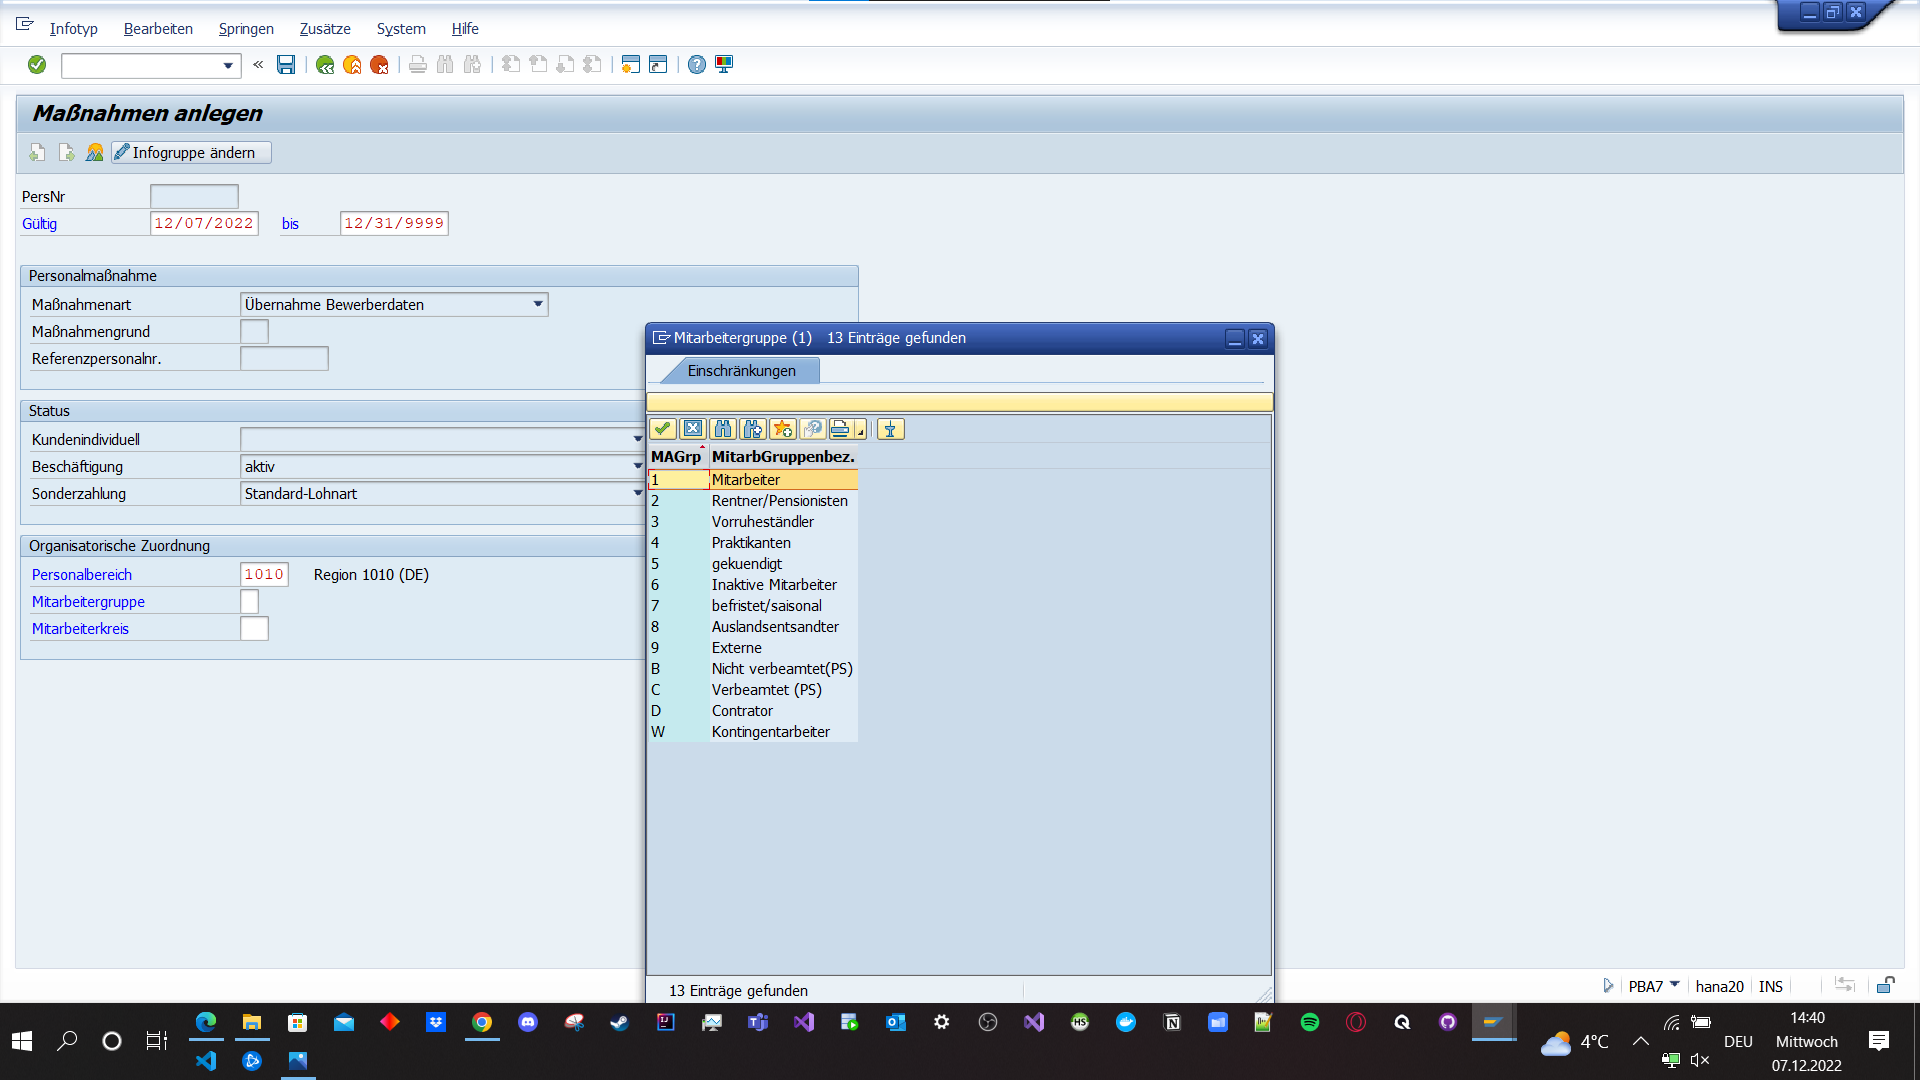 Infotyp Bearbeiten Springen Zusätze System Hilfe
Maßnahmen anlegen
Infogruppe ändern
PersNr
Gültig 12/07/2022 bis 12/31/9999
Personalmaßnahme
Maßnahmenart Übernahme Bewerberdaten
Maßnahmengrund
Referenzpersonalnr.
Status
Kundenindividuell
Beschäftigung aktiv
Sonderzahlung Standard-Lohnart
Organisatorische Zuordnung
Personalbereich 1010 Region 1010 (DE)
Mitarbeitergruppe
Mitarbeiterkreis
Mitarbeitergruppe (1) 13 Einträge gefunden
Einschränkungen
MAGrp MitarbGruppenbez.
1 Mitarbeiter
2 Rentner/Pensionisten
3 Vorruheständler
4 Praktikanten
5 gekuendigt
6 Inaktive Mitarbeiter
7 befristet/saisonal
8 Auslandsentsandter
9 Externe
B Nicht verbeamtet(PS)
C Verbeamtet (PS)
D Contrator
W Kontingentarbeiter
13 Einträge gefunden
PBA7 hana20 INS
4°C DEU
14:40
Mittwoch
07.12.2022